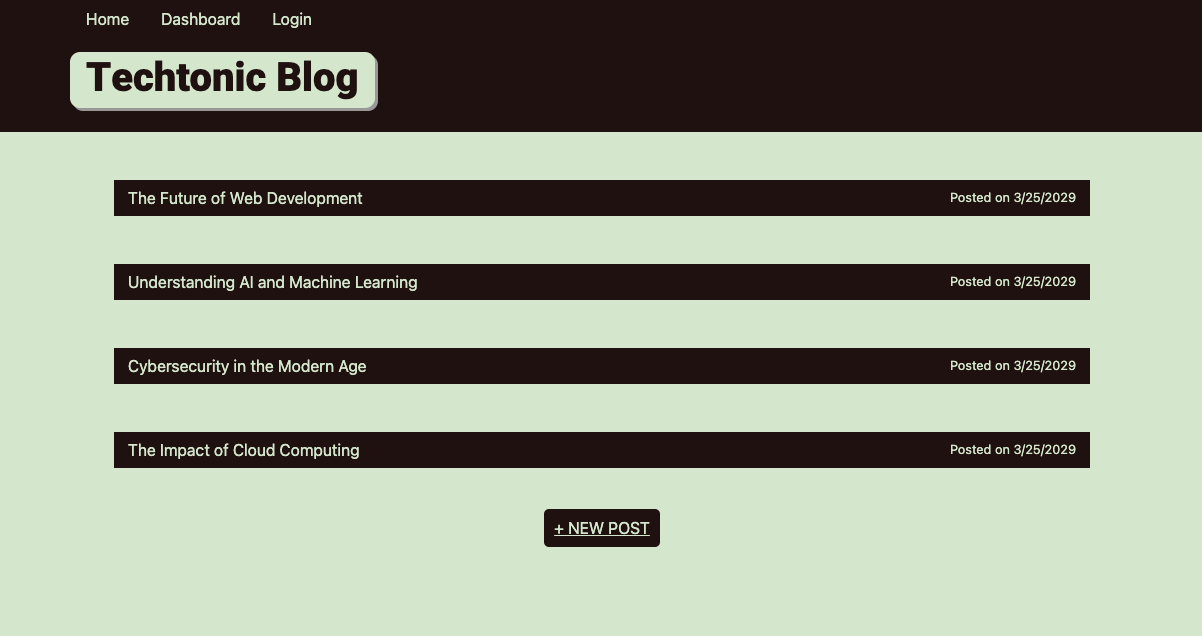 Home Dashboard Login
Techtonic Blog
The Future of Web Development Posted on 3/25/2029
Understanding AI and Machine Learning Posted on 3/25/2029
Cybersecurity in the Modern Age Posted on 3/25/2029
The Impact of Cloud Computing Posted on 3/25/2029
+ NEW POST